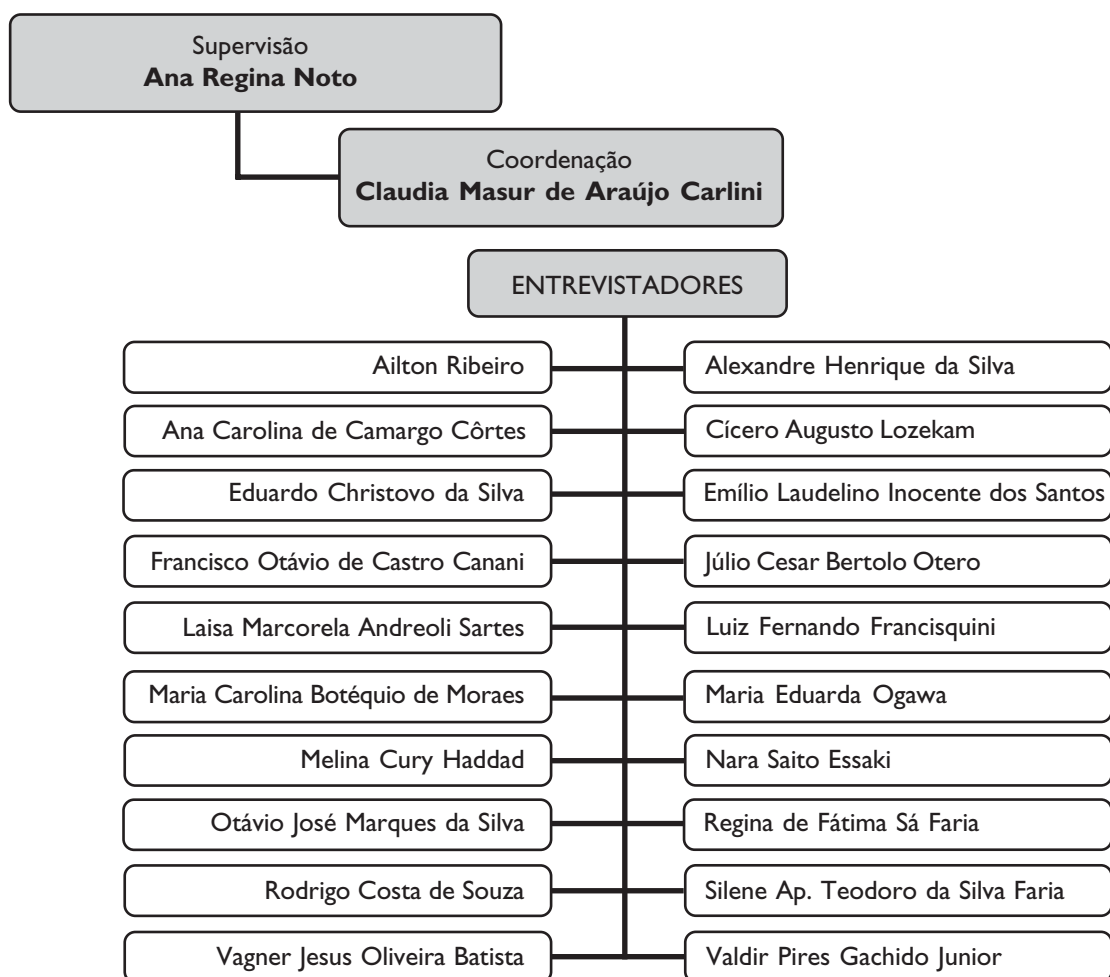 Supervisão
Ana Regina Noto
Coordenação
Claudia Masur de Araújo Carlini
ENTREVISTADORES
Ailton Ribeiro
Alexandre Henrique da Silva
Ana Carolina de Camargo Côrtes
Cícero Augusto Lozekam
Eduardo Christovo da Silva
Emílio Laudelino Inocente dos Santos
Francisco Otávio de Castro Canani
Júlio Cesar Bertolo Otero
Laisa Marcorela Andreoli Sartes
Luiz Fernando Francisquini
Maria Carolina Botéquio de Moraes
Maria Eduarda Ogawa
Melina Cury Haddad
Nara Saito Essaki
Otávio José Marques da Silva
Regina de Fátima Sá Faria
Rodrigo Costa de Souza
Silene Ap. Teodoro da Silva Faria
Vagner Jesus Oliveira Batista
Valdir Pires Gachido Junior